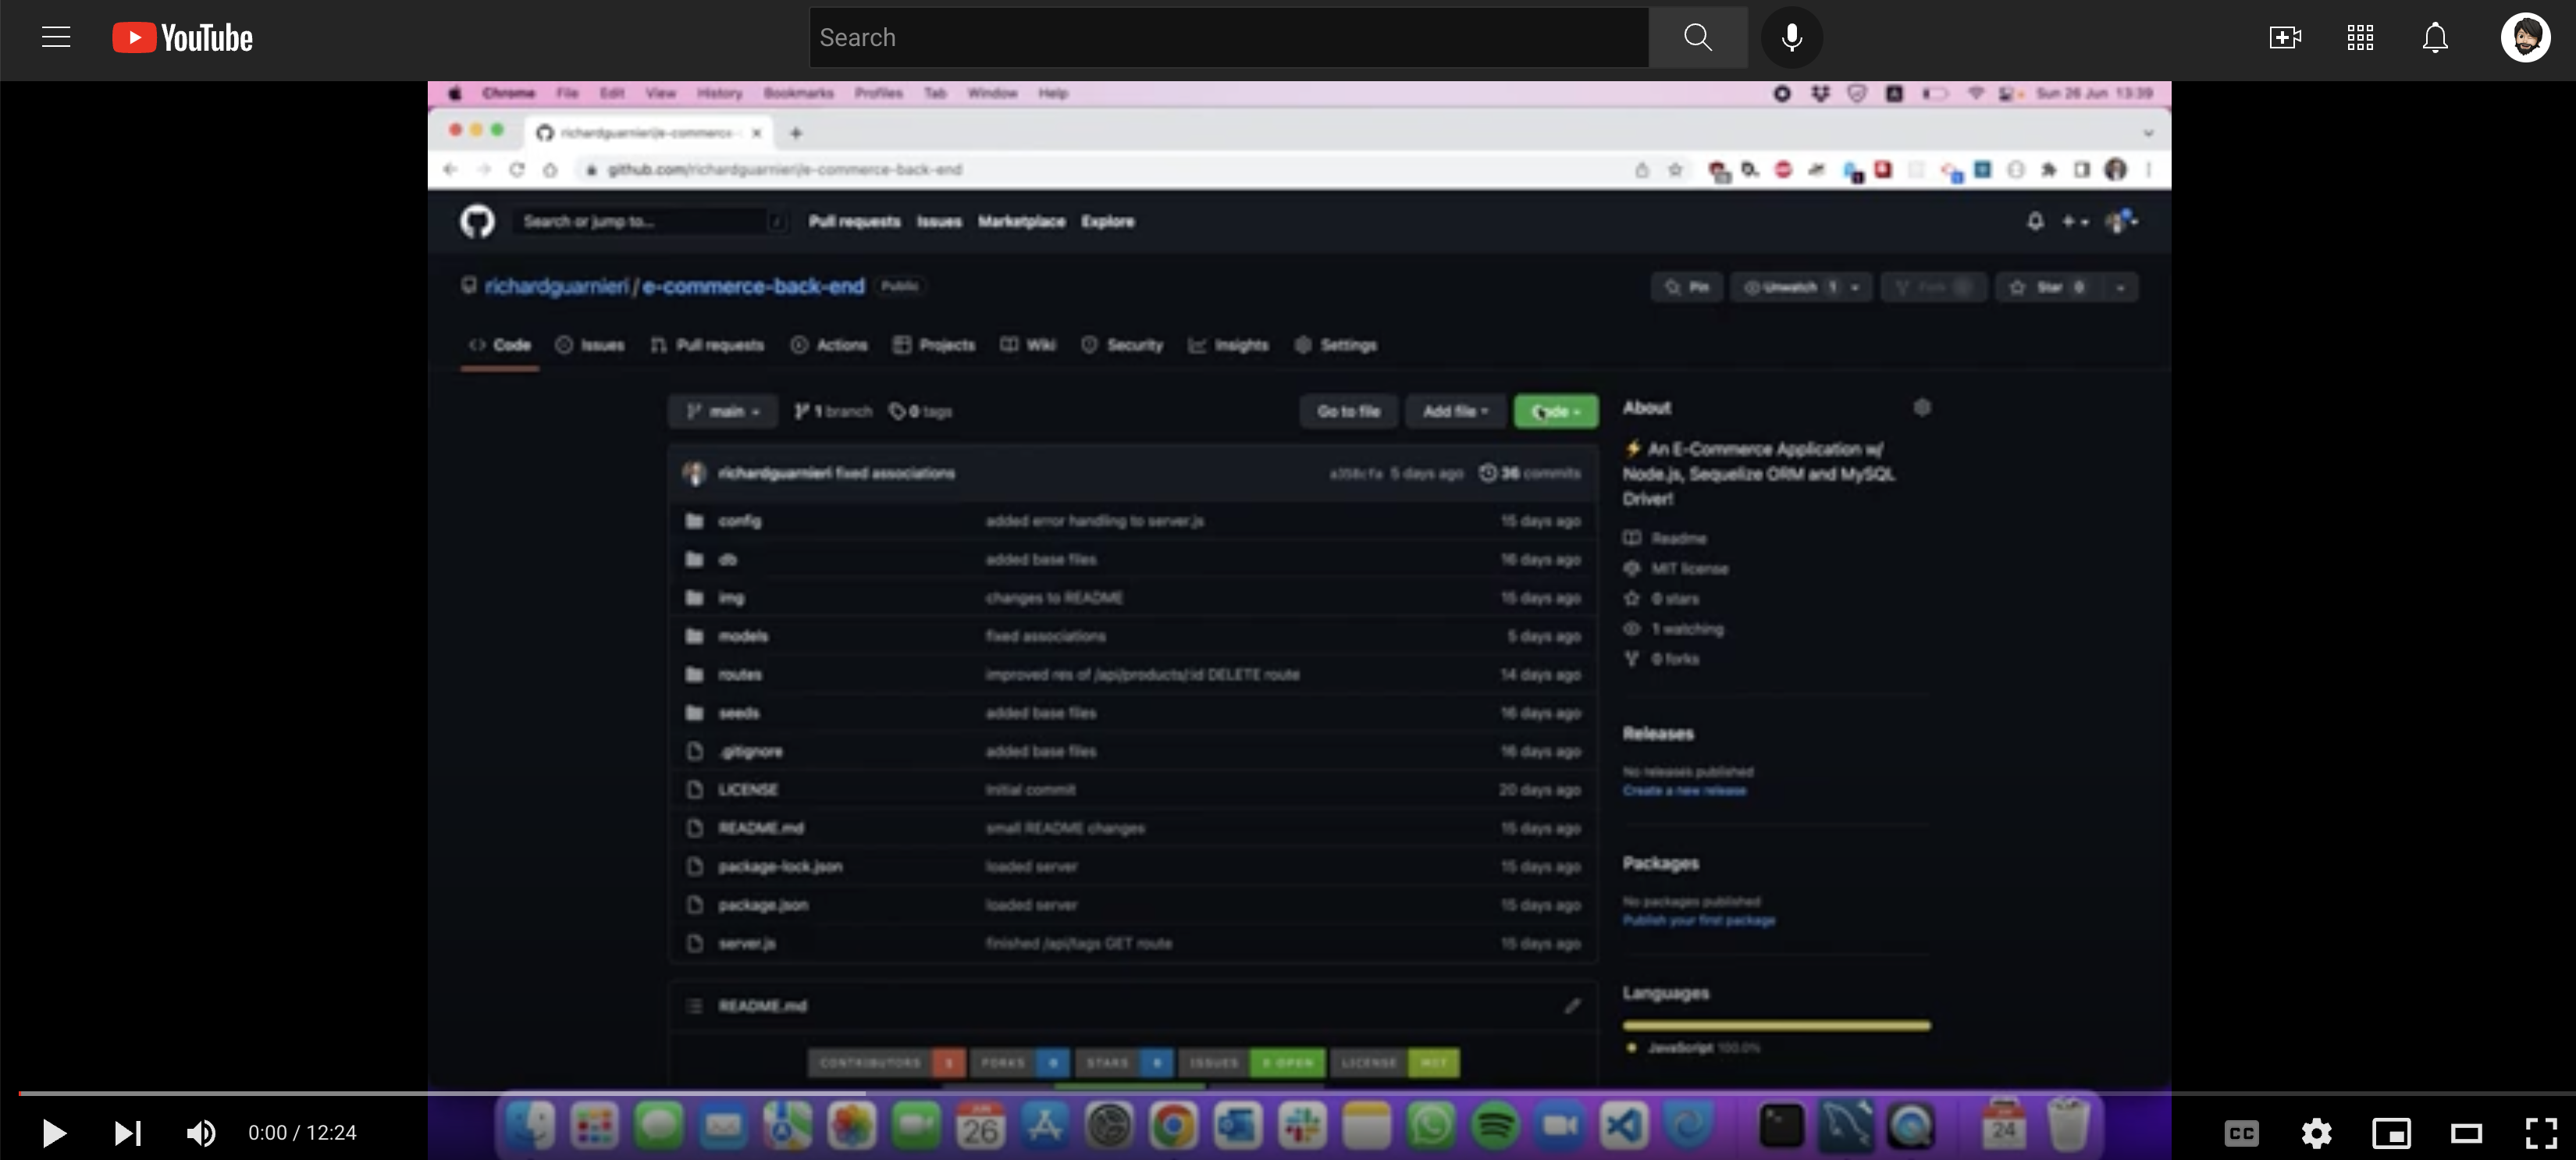 YouTube
Search
Chrome File Edit View History Bookmarks Profiles Tab Window Help
Sun 26 Jun 13:39
richardguarnieri/e-commerce-
github.com/richardguarnieri/e-commerce-back-end
Search or jump to... /
Pull requests Issues Marketplace Explore
richardguarnieri / e-commerce-back-end Public
Pin Unwatch 1 Fork Star 0
Code Issues Pull requests Actions Projects Wiki Security Insights Settings
main 1 branch 0 tags Go to file Add file Code
richardguarnieri fixed associations a358cfa 5 days ago 36 commits
config added error handling to server.js 15 days ago
db added base files 16 days ago
img changes to README 15 days ago
models fixed associations 5 days ago
routes improved res of /api/products/:id DELETE route 14 days ago
seeds added base files 16 days ago
.gitignore added base files 16 days ago
LICENSE Initial commit 20 days ago
README.md small README changes 15 days ago
package-lock.json loaded server 15 days ago
package.json loaded server 15 days ago
server.js finished /api/tags GET route 15 days ago
README.md
CONTRIBUTORS 1 FORKS 0 STARS 0 ISSUES 0 OPEN LICENSE MIT
About
⚡ An E-Commerce Application w/
Node.js, Sequelize ORM and MySQL
Driver!
Readme
MIT license
0 stars
1 watching
0 forks
Releases
No releases published
Create a new release
Packages
No packages published
Publish your first package
Languages
JavaScript 100.0%
JUN
26
24
0:00 / 12:24
CC